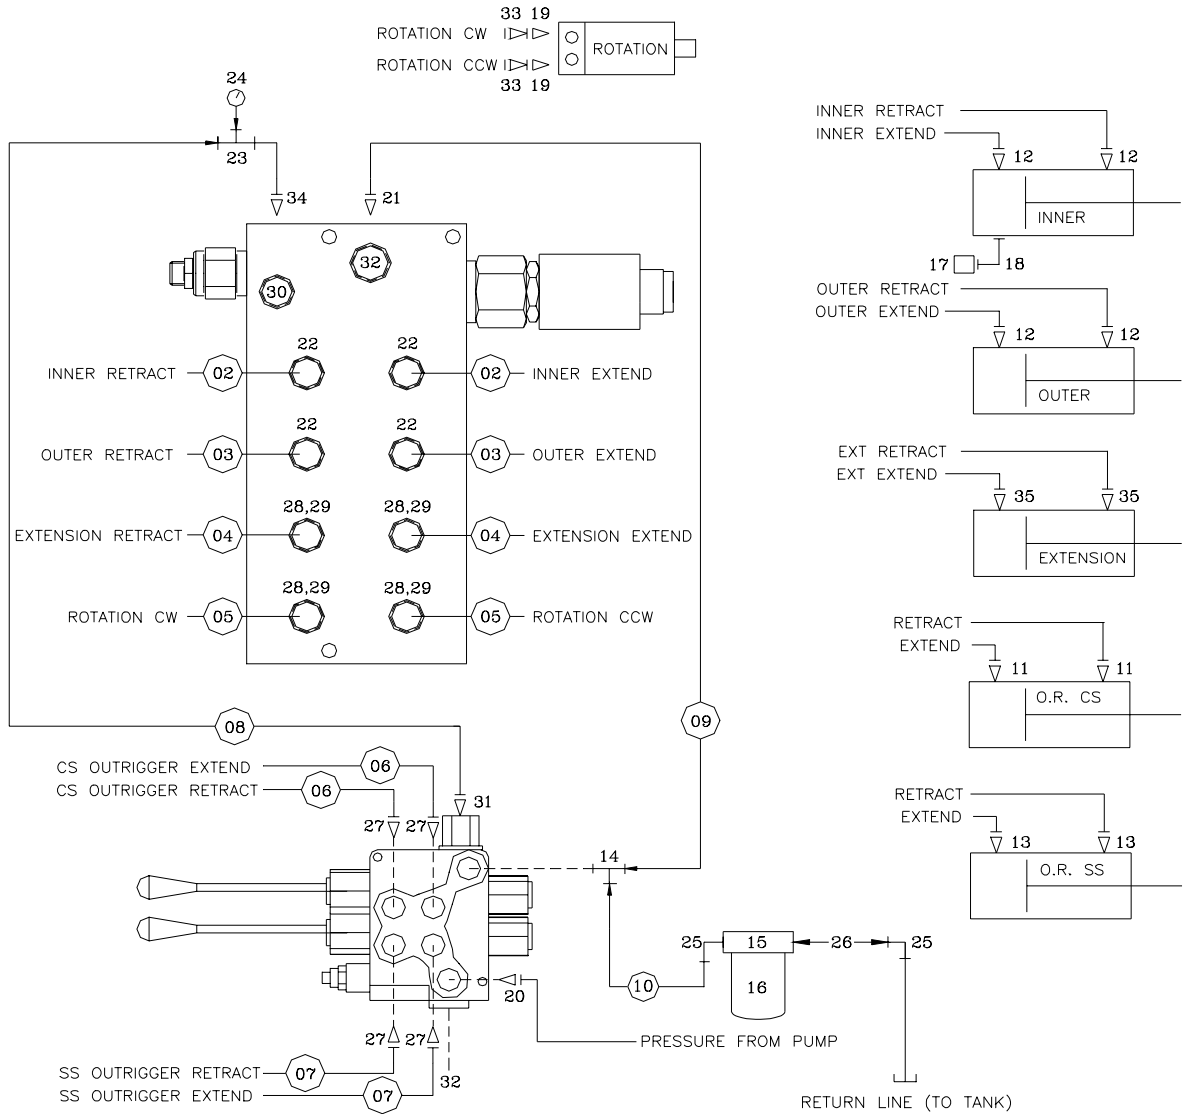 33 19
ROTATION CW
ROTATION
ROTATION CCW
33 19
24
23
34
21
INNER RETRACT
INNER EXTEND
12 12
INNER
17 18
32
30
OUTER RETRACT
OUTER EXTEND
12 12
OUTER
22 22
INNER RETRACT 02 02 INNER EXTEND
22 22
OUTER RETRACT 03 03 OUTER EXTEND
28,29 28,29
EXTENSION RETRACT 04 04 EXTENSION EXTEND
28,29 28,29
ROTATION CW 05 05 ROTATION CCW
EXT RETRACT
EXT EXTEND
35 35
EXTENSION
RETRACT
EXTEND
11 11
O.R. CS
08
09
CS OUTRIGGER EXTEND 06
CS OUTRIGGER RETRACT 06
31
27 27
14
RETRACT
EXTEND
13 13
O.R. SS
25 15 26 25
16
10
20
27 27
PRESSURE FROM PUMP
32
SS OUTRIGGER RETRACT 07
SS OUTRIGGER EXTEND 07
RETURN LINE (TO TANK)